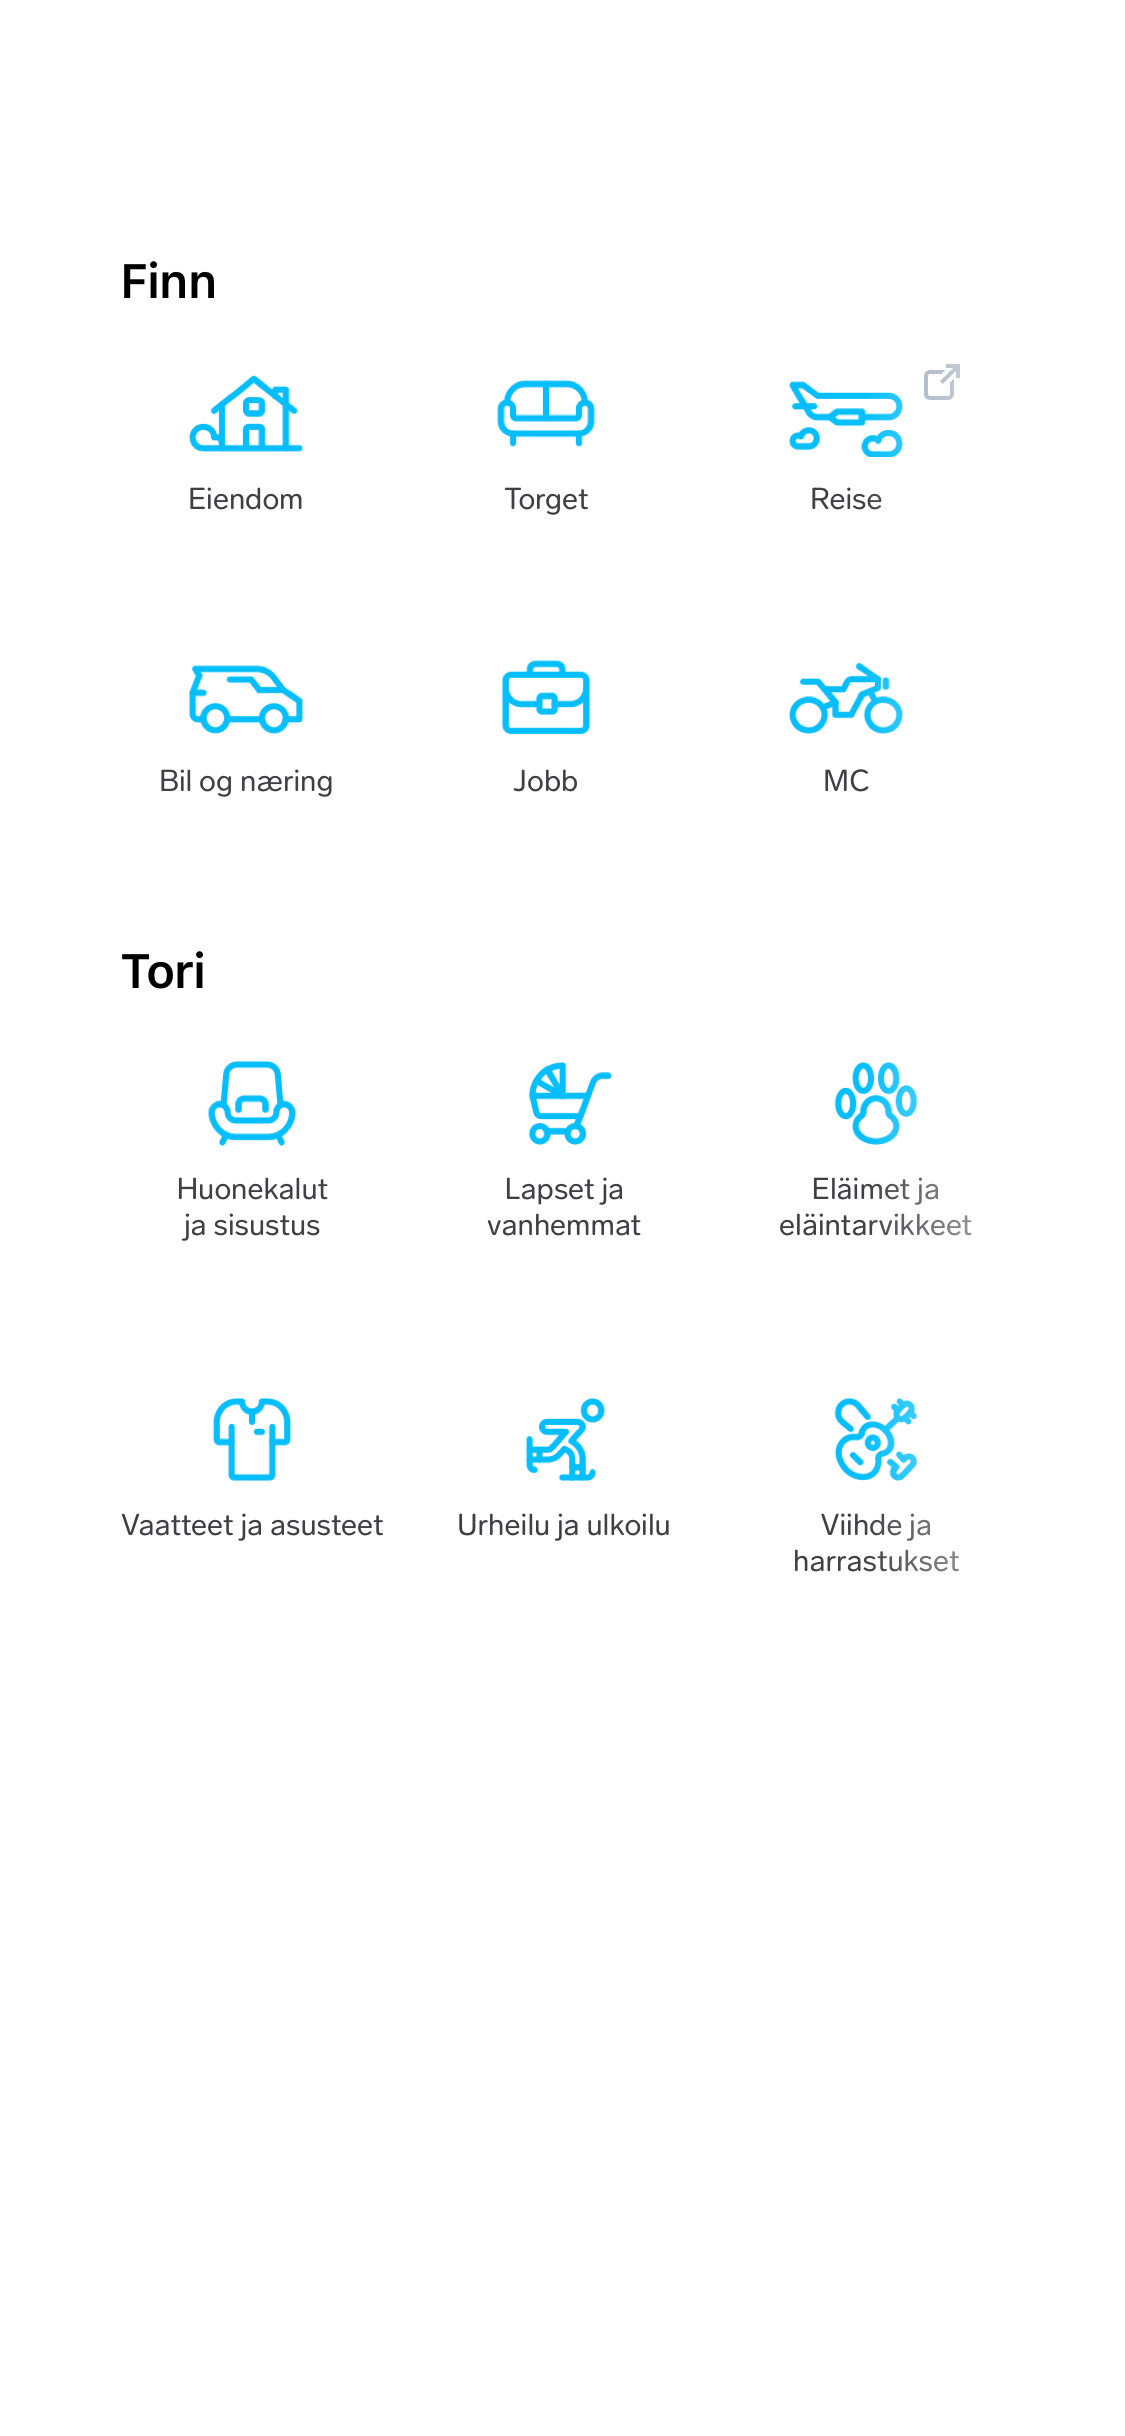 Finn
Eiendom
Torget
Reise
Bil og næring
Jobb
MC
Tori
Huonekalut
ja sisustus
Lapset ja
vanhemmat
Eläimet ja
eläintarvikkeet
Vaatteet ja asusteet
Urheilu ja ulkoilu
Viihde ja
harrastukset